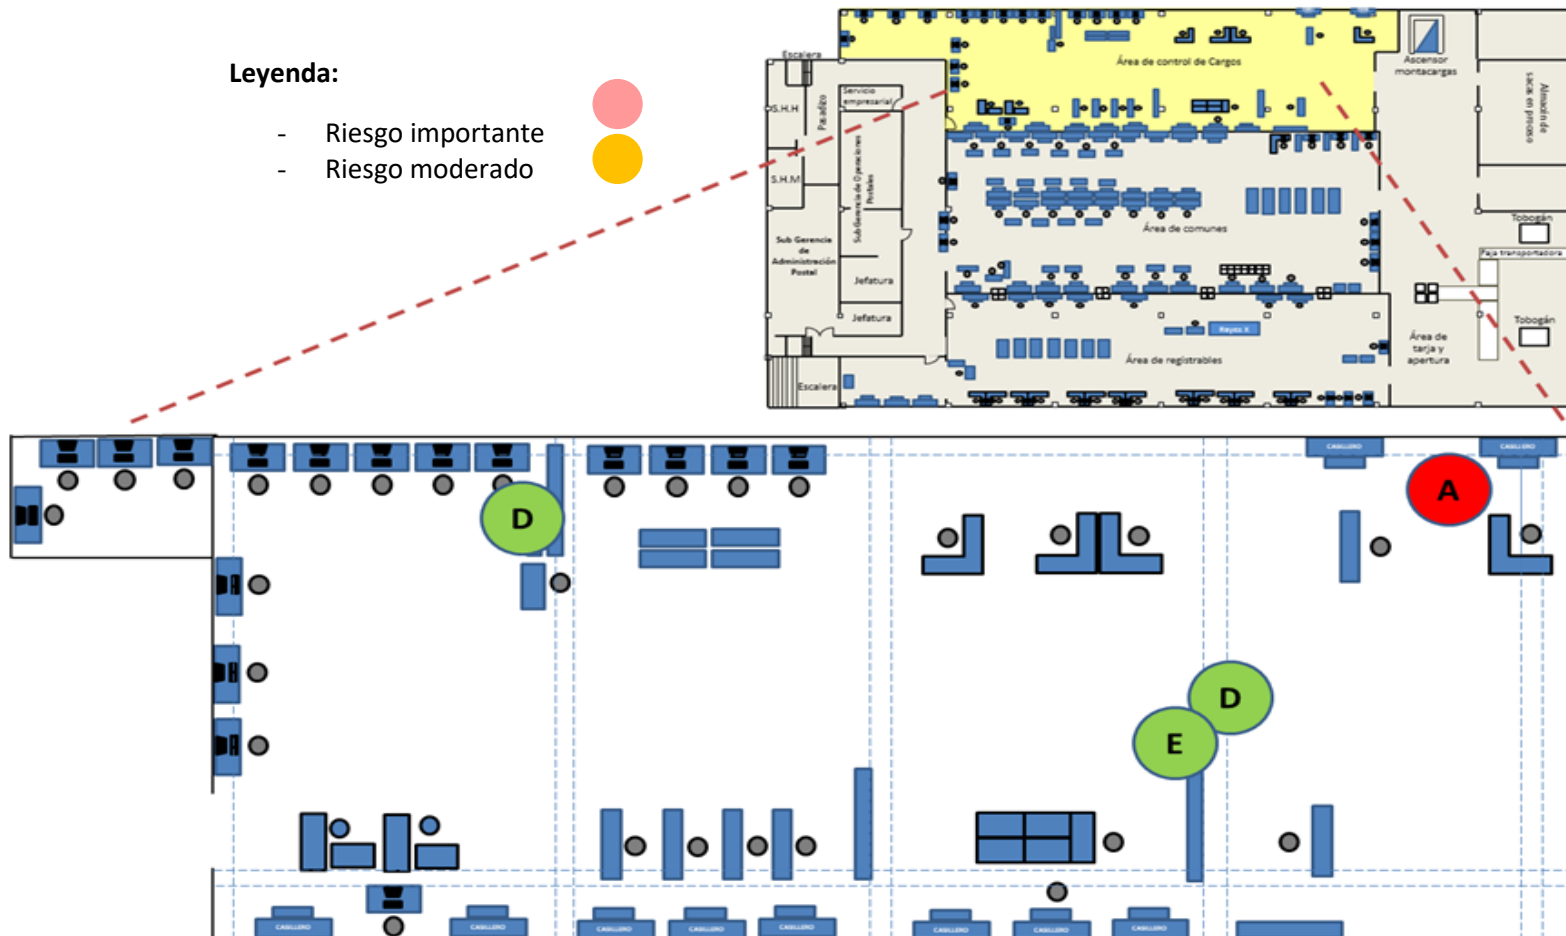 Leyenda:
- Riesgo importante
- Riesgo moderado
Escalera
S.H.H
Pasadizo
Servicio
empresarial
S.H.M
Sub Gerencia de Operaciones
Postales
Sub Gerencia
de
Administración
Postal
Jefatura
Jefatura
Escalera
Área de control de Cargos
Ascensor
montacargas
Almacén de
sacas en proceso
Área de comunes
Tobogán
Faja transportadora
Tobogán
Rayos X
Área de registrables
Área de
tarja y
apertura
CASILLERO
CASILLERO
A
D
D
E
CASILLERO
CASILLERO
CASILLERO
CASILLERO
CASILLERO
CASILLERO
CASILLERO
CASILLERO